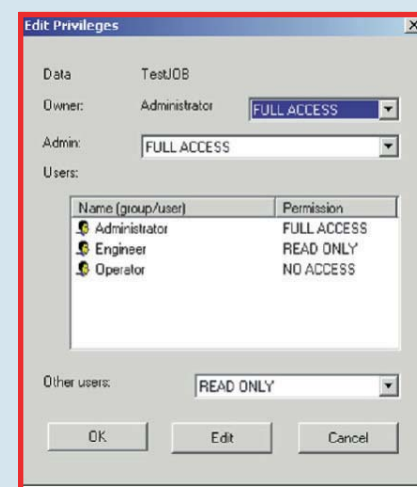 Edit Privileges
Data TestJOB
Owner: Administrator FULL ACCESS
Admin: FULL ACCESS
Users:
Name (group/user) Permission
Administrator FULL ACCESS
Engineer READ ONLY
Operator NO ACCESS
Other users: READ ONLY
OK Edit Cancel